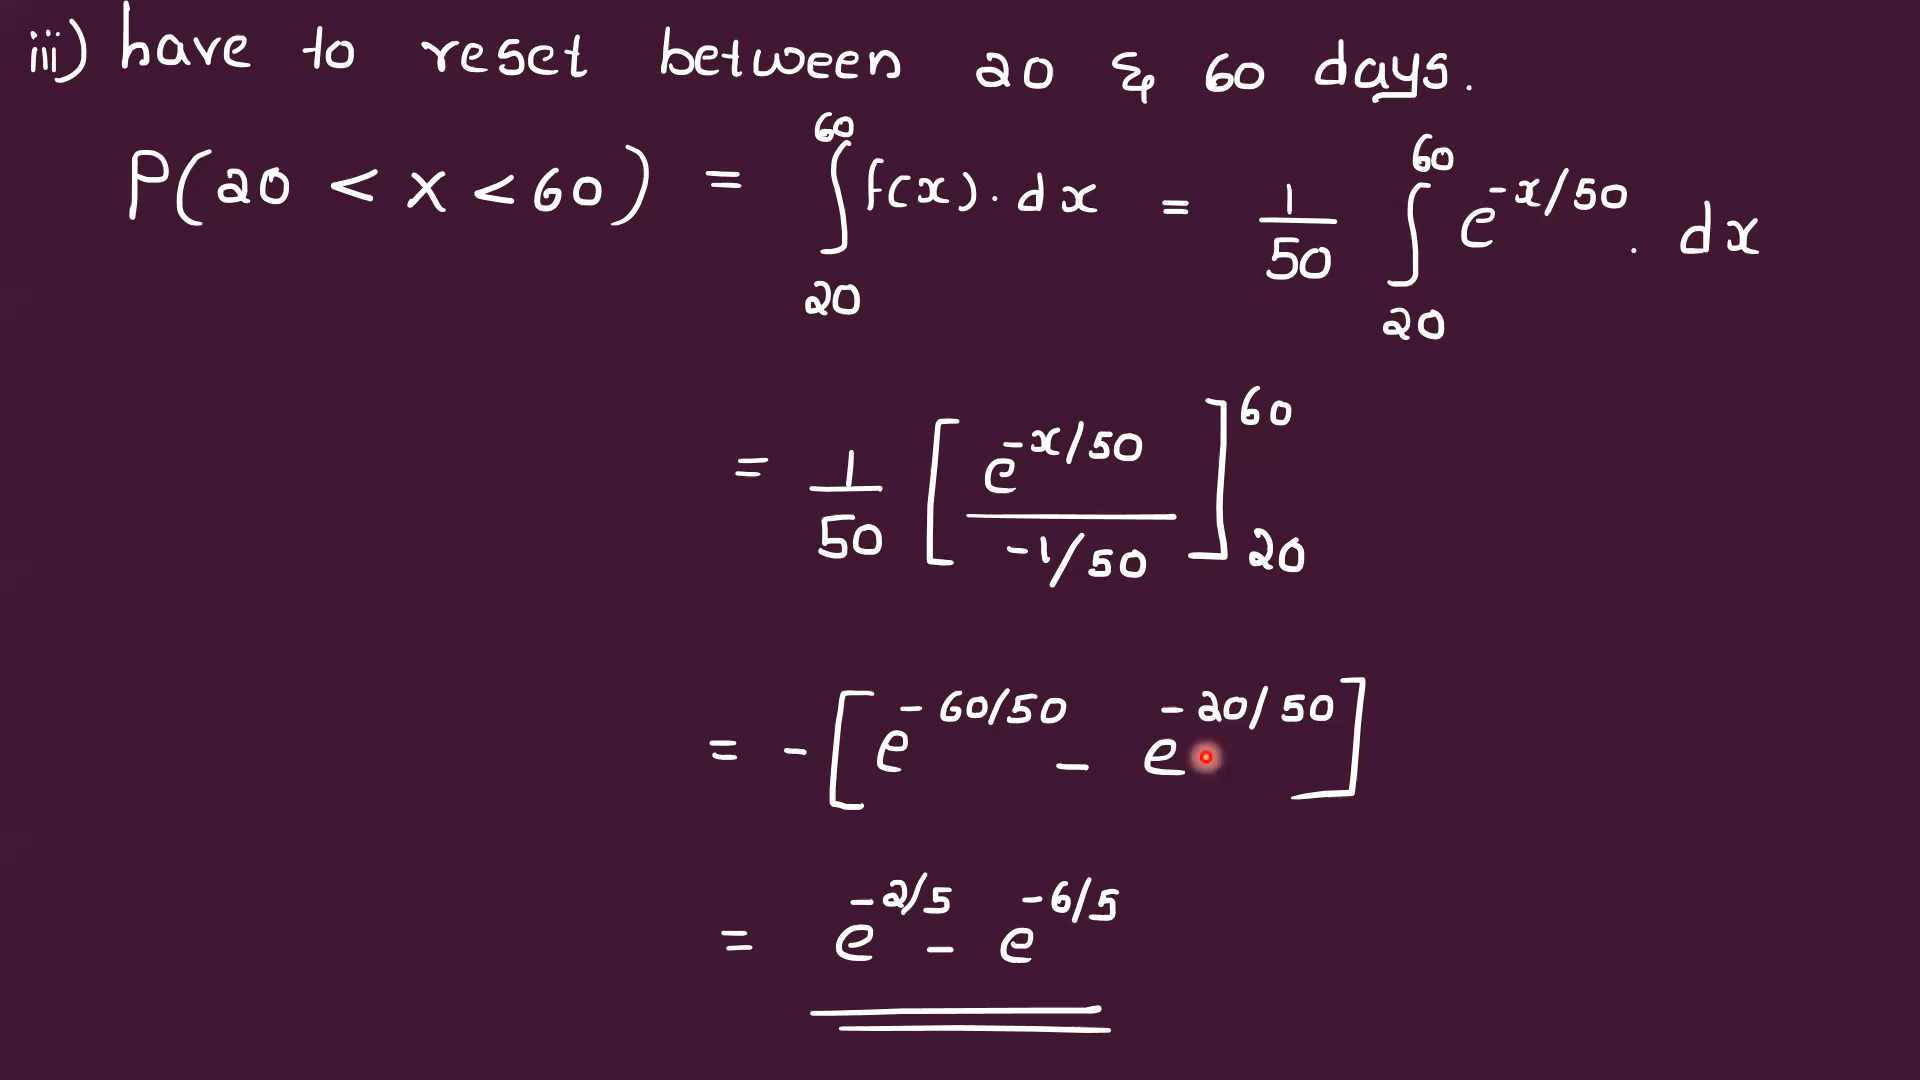 iii) have to reset between 20 & 60 days.
P(20 < x < 60) = ∫₂₀⁶⁰ f(x) · dx = 1/50 ∫₂₀⁶⁰ e^(-x/50) · dx
= 1/50 [ e^(-x/50) / (-1/50) ]₂₀⁶⁰
= - [ e^(-60/50) - e^(-20/50) ]
= e^(-2/5) - e^(-6/5)